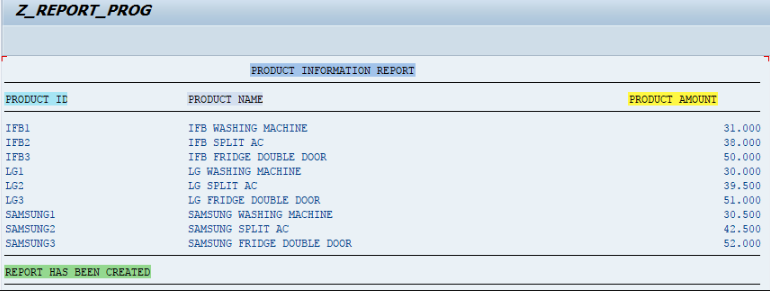 Z_REPORT_PROG
PRODUCT INFORMATION REPORT
PRODUCT ID PRODUCT NAME PRODUCT AMOUNT
IFB1 IFB WASHING MACHINE 31.000
IFB2 IFB SPLIT AC 38.000
IFB3 IFB FRIDGE DOUBLE DOOR 50.000
LG1 LG WASHING MACHINE 30.000
LG2 LG SPLIT AC 39.500
LG3 LG FRIDGE DOUBLE DOOR 51.000
SAMSUNG1 SAMSUNG WASHING MACHINE 30.500
SAMSUNG2 SAMSUNG SPLIT AC 42.500
SAMSUNG3 SAMSUNG FRIDGE DOUBLE DOOR 52.000
REPORT HAS BEEN CREATED